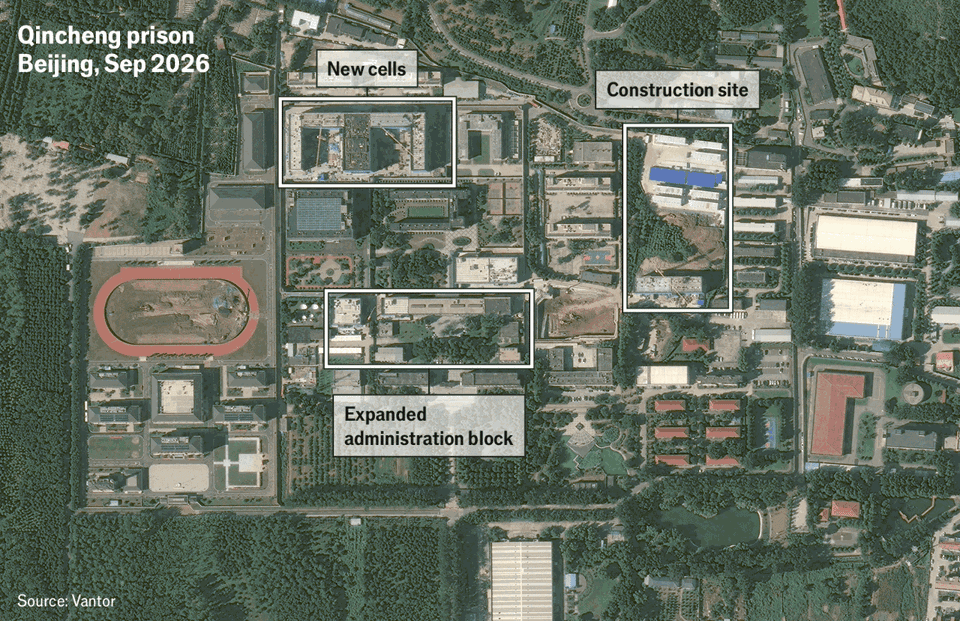 Qincheng prison
Beijing, Sep 2026
New cells
Construction site
Expanded
administration block
Source: Vantor